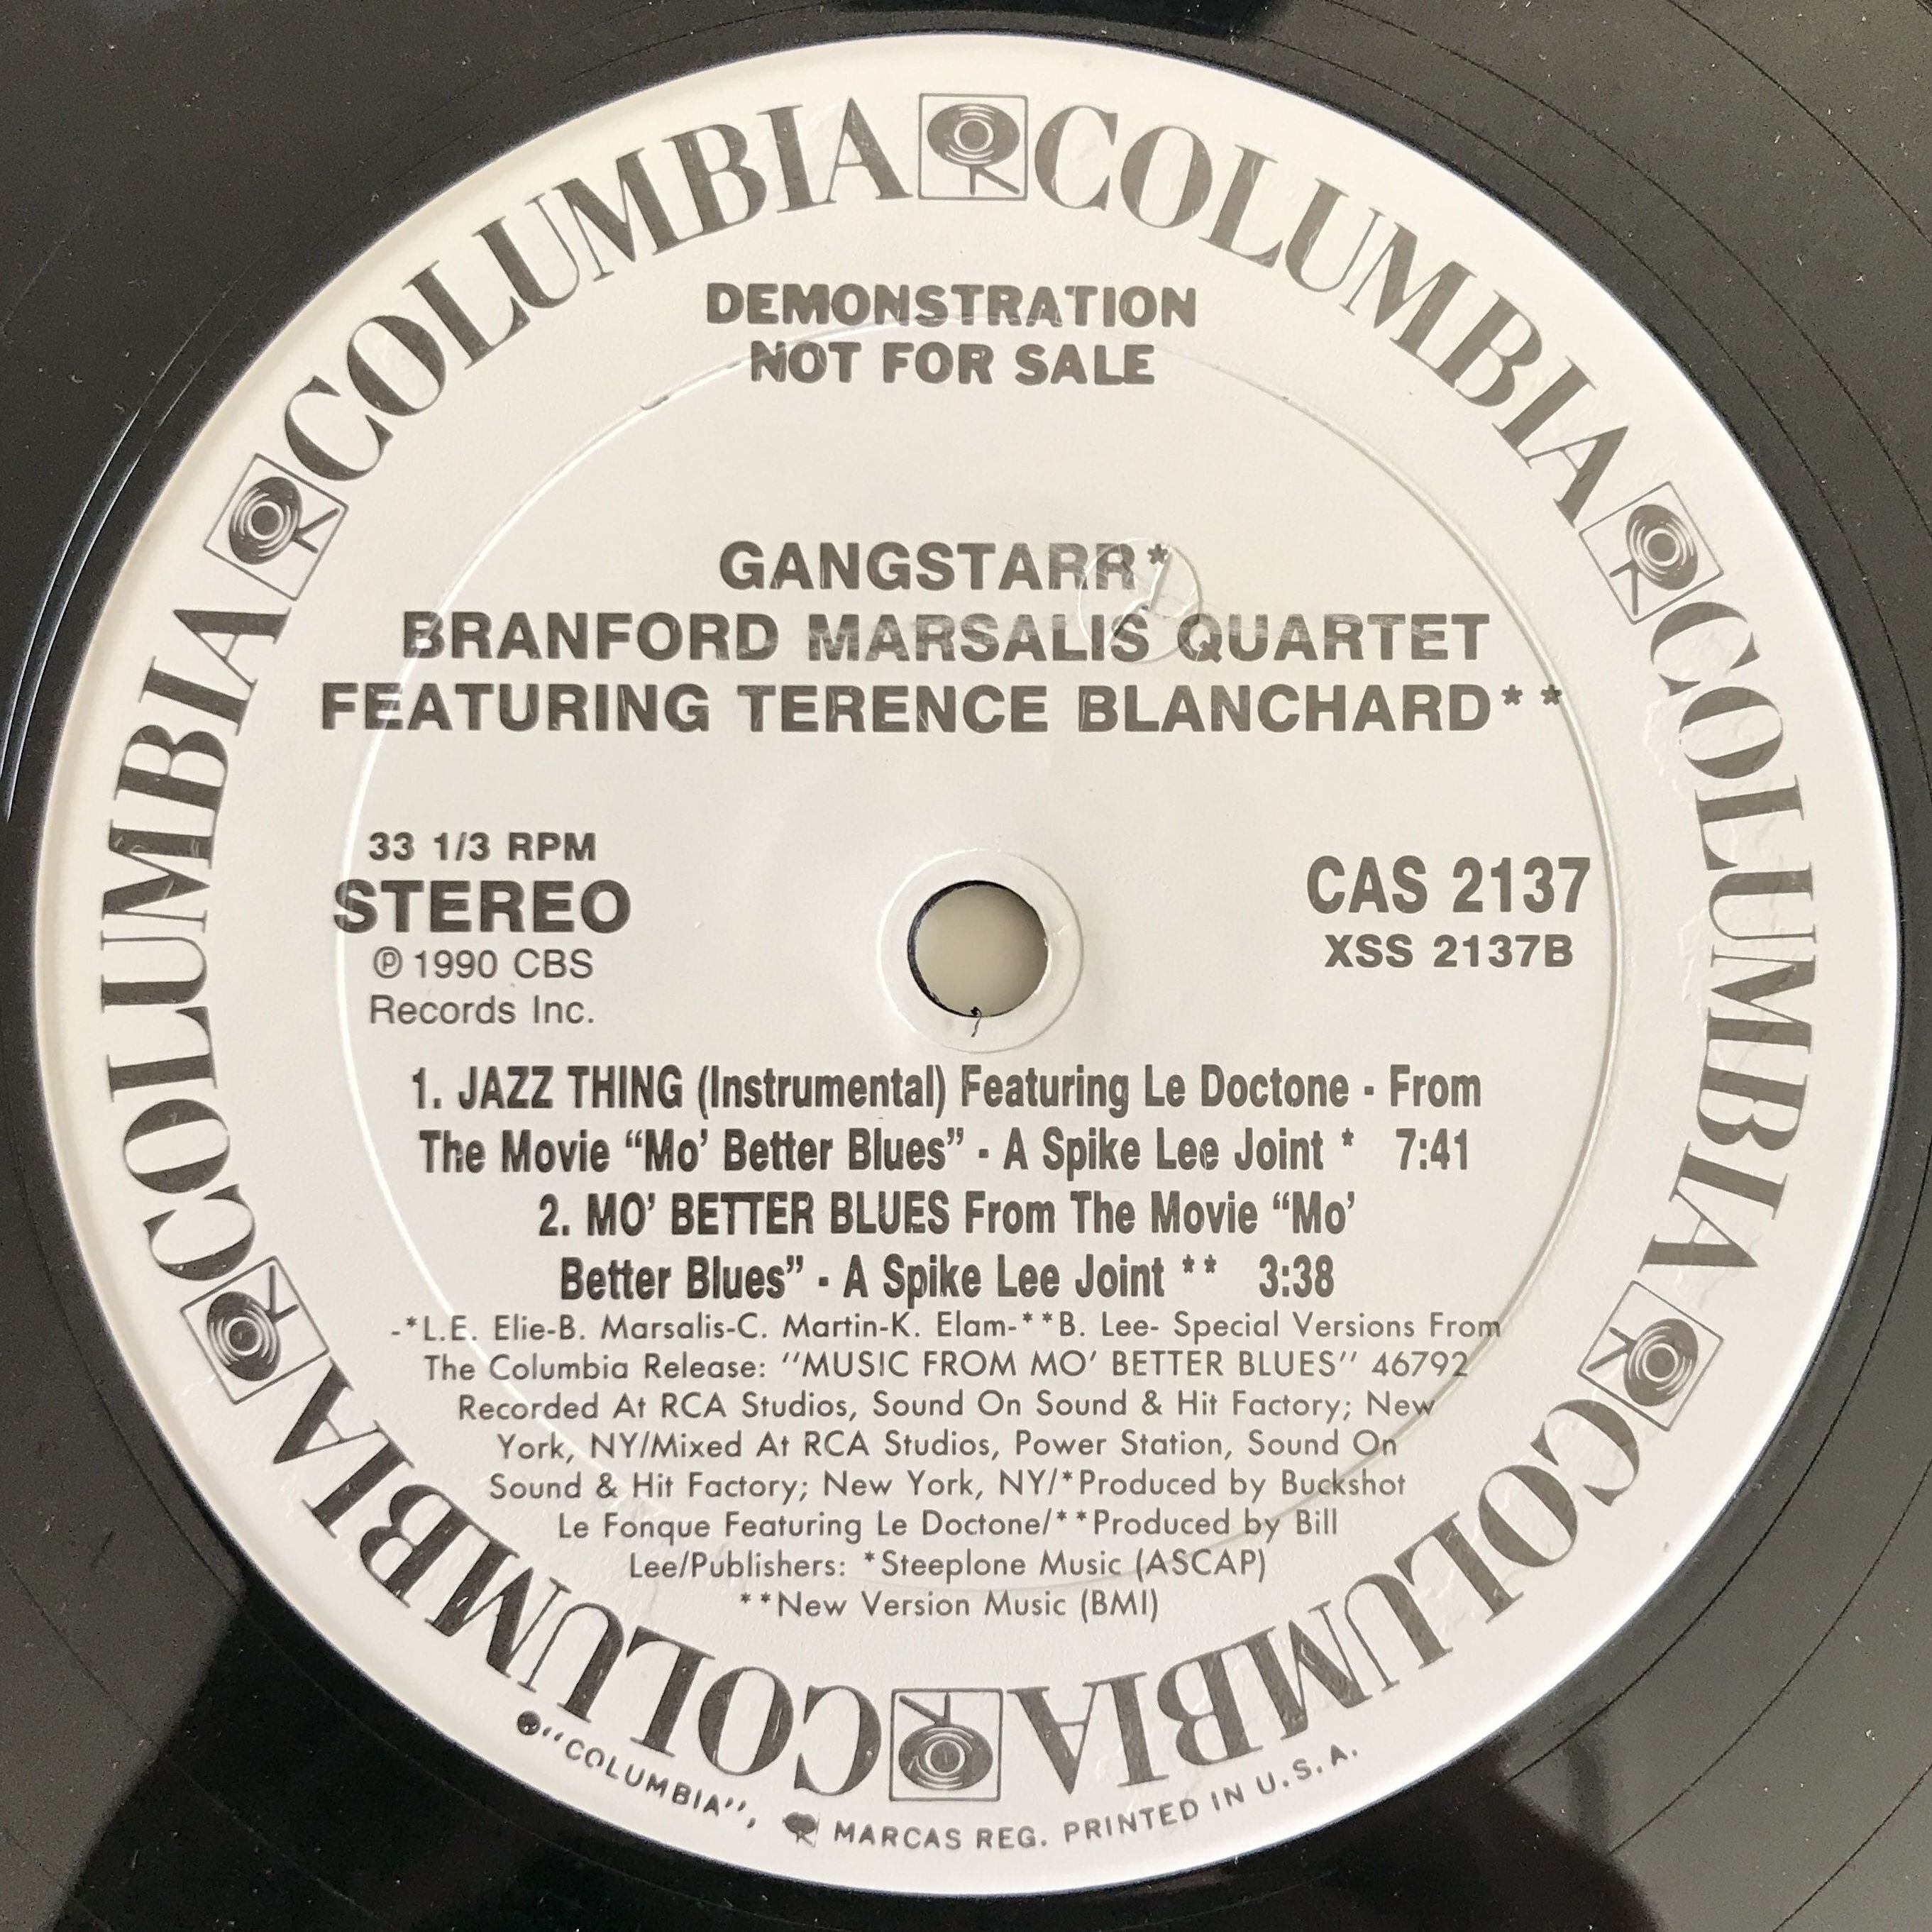 COLUMBIA COLUMBIA COLUMBIA COLUMBIA COLUMBIA COLUMBIA
DEMONSTRATION
NOT FOR SALE
GANGSTARR*
BRANFORD MARSALIS QUARTET
FEATURING TERENCE BLANCHARD**
33 1/3 RPM
STEREO
℗ 1990 CBS
Records Inc.
CAS 2137
XSS 2137B
1. JAZZ THING (Instrumental) Featuring Le Doctone - From
The Movie “Mo’ Better Blues” - A Spike Lee Joint * 7:41
2. MO’ BETTER BLUES From The Movie “Mo’
Better Blues” - A Spike Lee Joint ** 3:38
-*L.E. Elie-B. Marsalis-C. Martin-K. Elam-**B. Lee- Special Versions From
The Columbia Release: ‘‘MUSIC FROM MO’ BETTER BLUES’’ 46792
Recorded At RCA Studios, Sound On Sound & Hit Factory; New
York, NY/Mixed At RCA Studios, Power Station, Sound On
Sound & Hit Factory; New York, NY/*Produced by Buckshot
Le Fonque Featuring Le Doctone/**Produced by Bill
Lee/Publishers: *Steeplone Music (ASCAP)
**New Version Music (BMI)
“COLUMBIA”, MARCAS REG. PRINTED IN U.S.A.